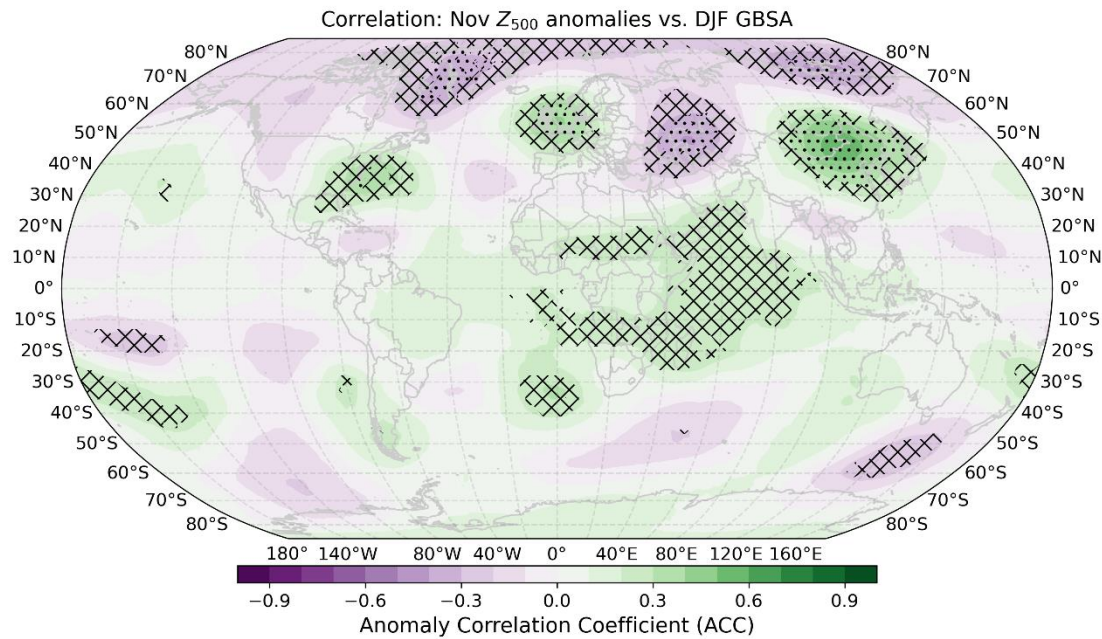 Correlation: Nov Z500 anomalies vs. DJF GBSA
80°N 80°N
70°N 70°N
60°N 60°N
50°N 50°N
40°N 40°N
30°N 30°N
20°N 20°N
10°N 10°N
0° 0°
10°S 10°S
20°S 20°S
30°S 30°S
40°S 40°S
50°S 50°S
60°S 60°S
70°S 70°S
80°S 80°S
180° 140°W 80°W 40°W 0° 40°E 80°E 120°E 160°E
−0.9 −0.6 −0.3 0.0 0.3 0.6 0.9
Anomaly Correlation Coefficient (ACC)